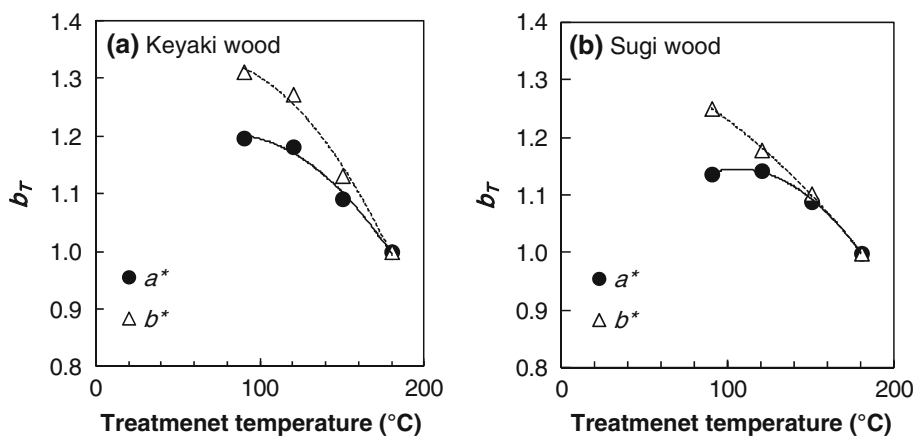 (a) Keyaki wood
1.4
1.3
1.2
1.1
1.0
0.9
0.8
b_T
a*
b*
0
100
200
Treatmenet temperature (°C)
(b) Sugi wood
1.4
1.3
1.2
1.1
1.0
0.9
0.8
b_T
a*
b*
0
100
200
Treatmenet temperature (°C)